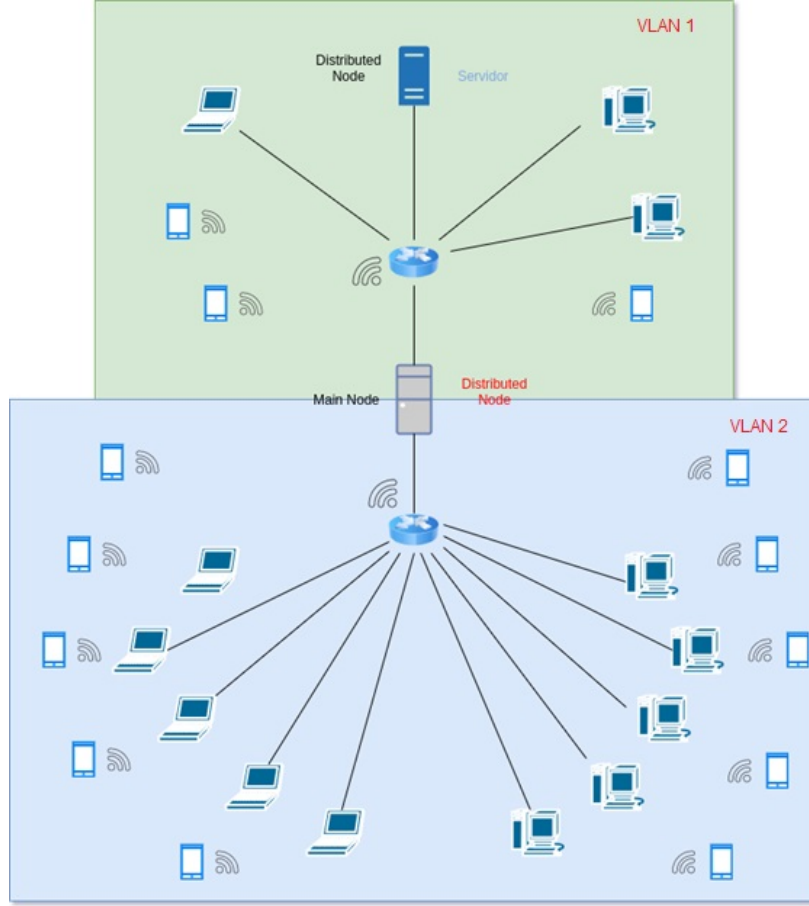 VLAN 1
Distributed
Node
Servidor
Main Node
Distributed
Node
VLAN 2